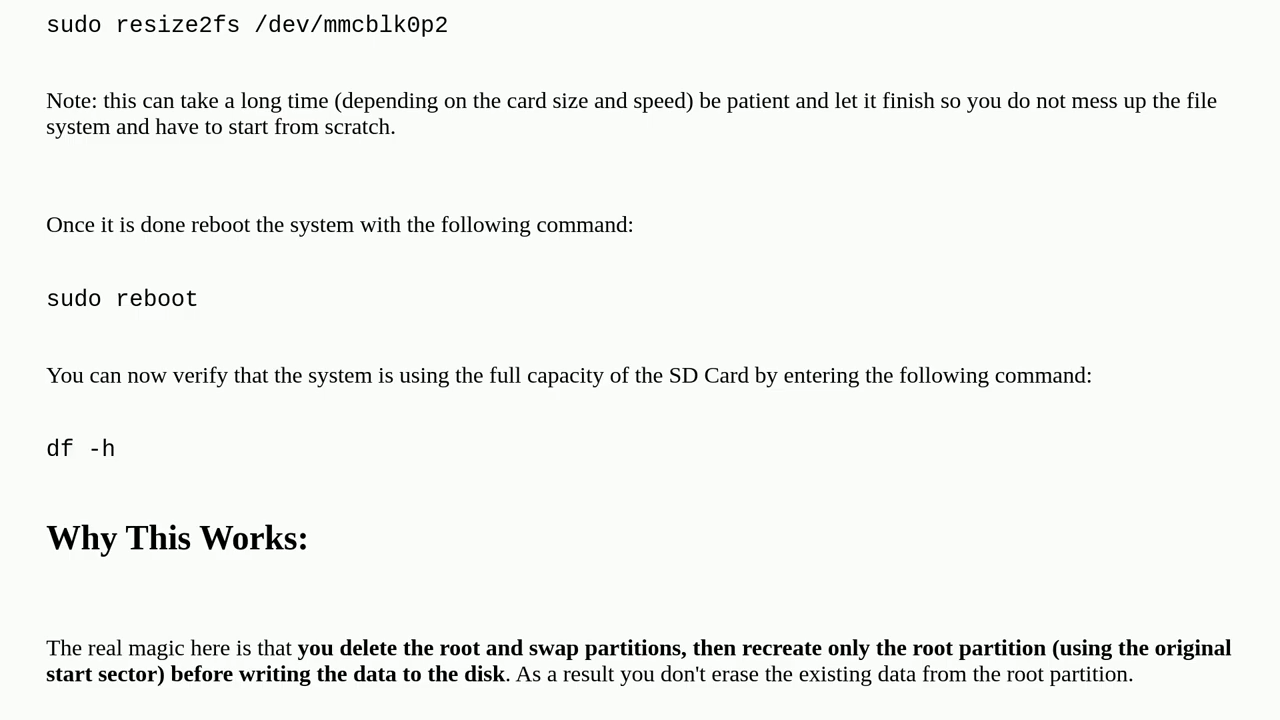 sudo resize2fs /dev/mmcblk0p2
Note: this can take a long time (depending on the card size and speed) be patient and let it finish so you do not mess up the file
system and have to start from scratch.
Once it is done reboot the system with the following command:
sudo reboot
You can now verify that the system is using the full capacity of the SD Card by entering the following command:
df -h
Why This Works:
The real magic here is that you delete the root and swap partitions, then recreate only the root partition (using the original
start sector) before writing the data to the disk. As a result you don't erase the existing data from the root partition.